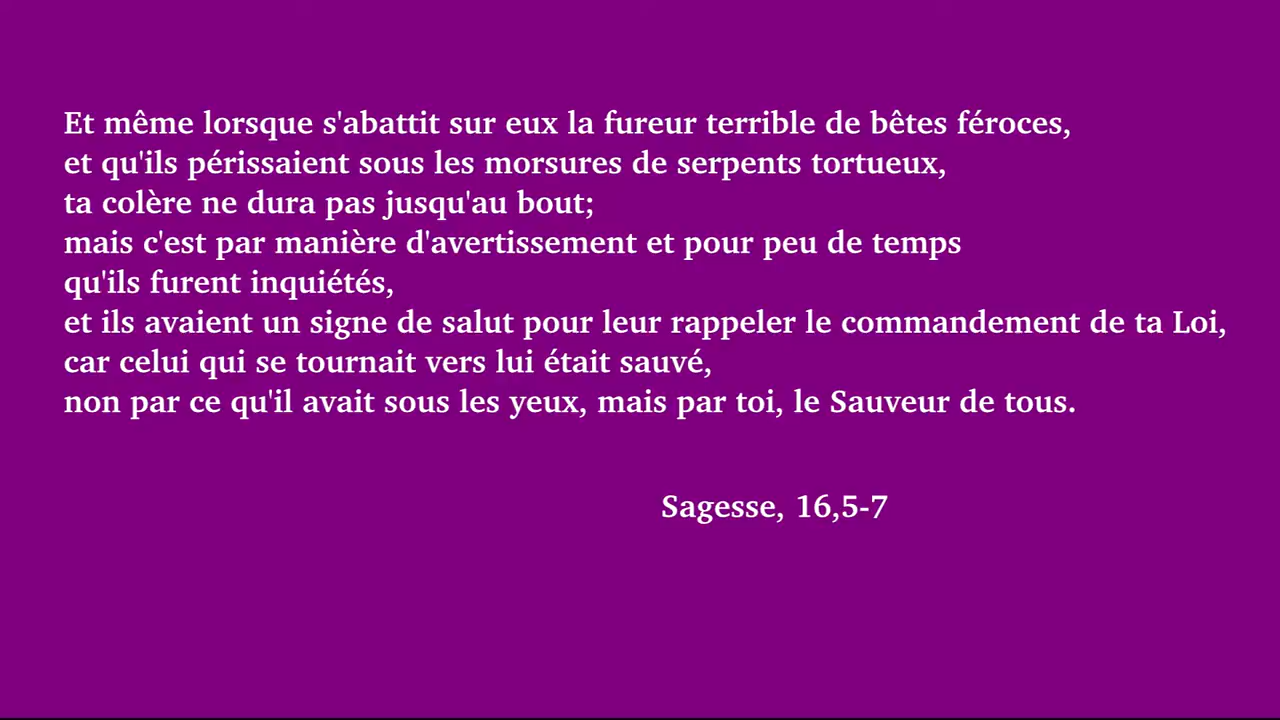 Et même lorsque s'abattit sur eux la fureur terrible de bêtes féroces,
et qu'ils périssaient sous les morsures de serpents tortueux,
ta colère ne dura pas jusqu'au bout;
mais c'est par manière d'avertissement et pour peu de temps
qu'ils furent inquiétés,
et ils avaient un signe de salut pour leur rappeler le commandement de ta Loi,
car celui qui se tournait vers lui était sauvé,
non par ce qu'il avait sous les yeux, mais par toi, le Sauveur de tous.
Sagesse, 16,5-7